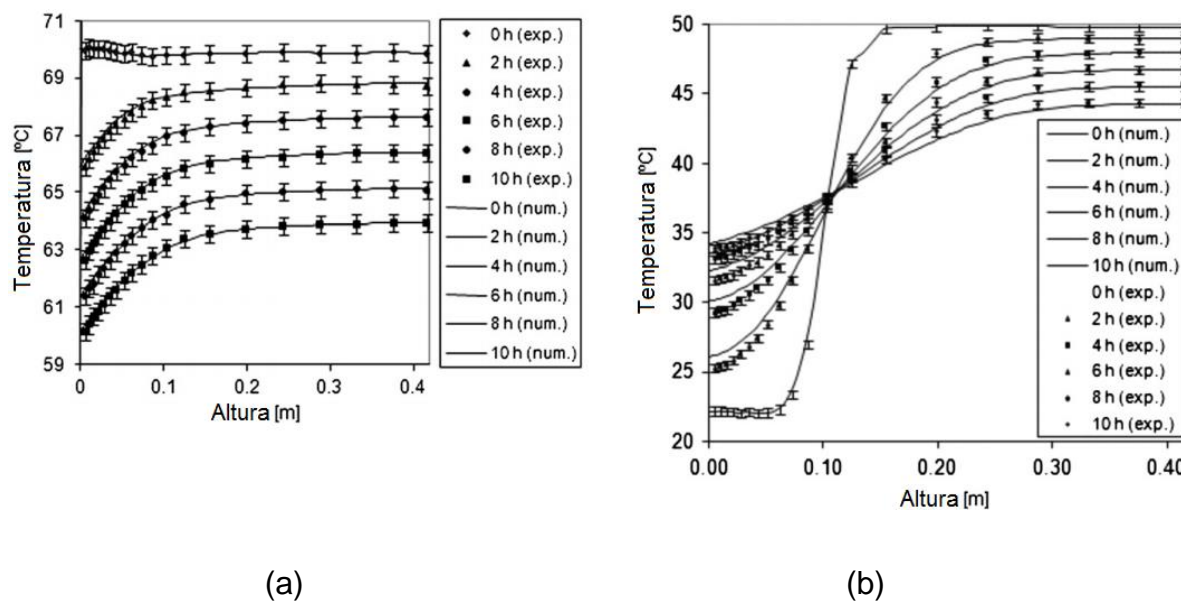 71
69
67
65
63
61
59
Temperatura [ºC]
0
0.1
0.2
0.3
0.4
Altura [m]
0 h (exp.)
2 h (exp.)
4 h (exp.)
6 h (exp.)
8 h (exp.)
10 h (exp.)
0 h (num.)
2 h (num.)
4 h (num.)
6 h (num.)
8 h (num.)
10 h (num.)
(a)
50
45
40
35
30
25
20
Temperatura [ºC]
0.00
0.10
0.20
0.30
0.40
Altura [m]
0 h (num.)
2 h (num.)
4 h (num.)
6 h (num.)
8 h (num.)
10 h (num.)
0 h (exp.)
2 h (exp.)
4 h (exp.)
6 h (exp.)
8 h (exp.)
10 h (exp.)
(b)